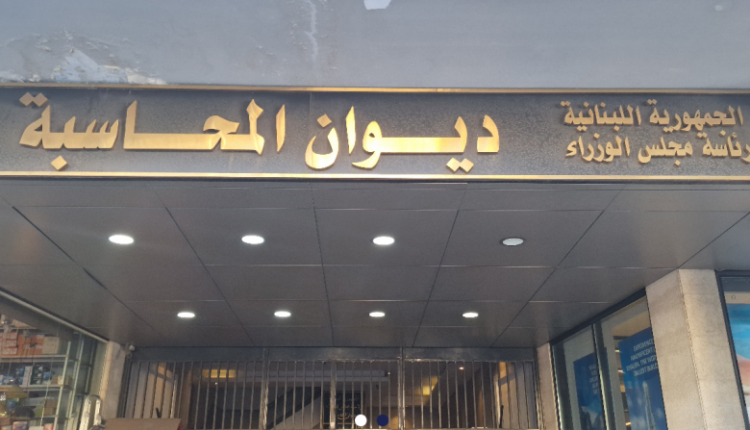 الجمهورية اللبنانية
رئاسة مجلس الوزراء
ديوان المحاسبة